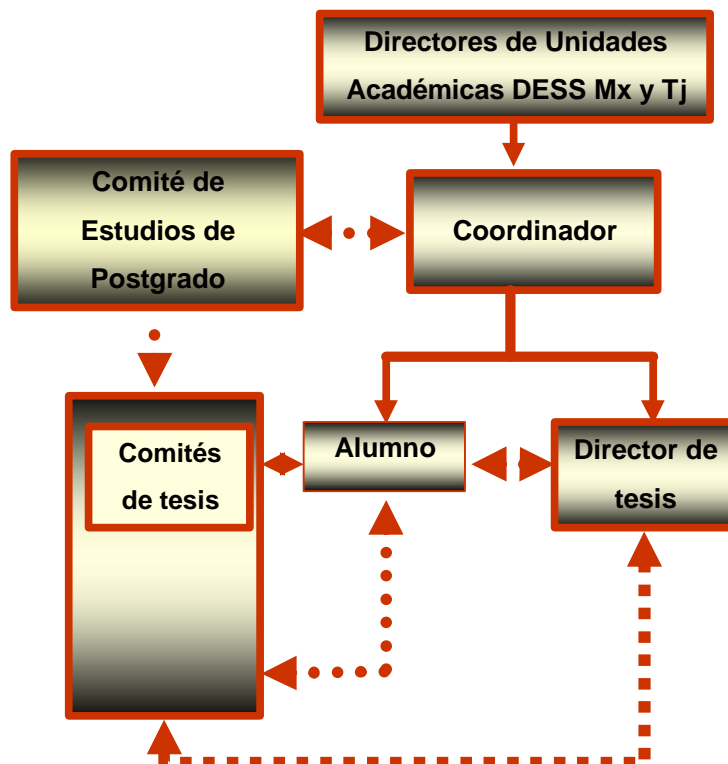 Directores de Unidades
Académicas DESS Mx y Tj
Comité de
Estudios de
Postgrado
Coordinador
Comités
de tesis
Alumno
Director de
tesis